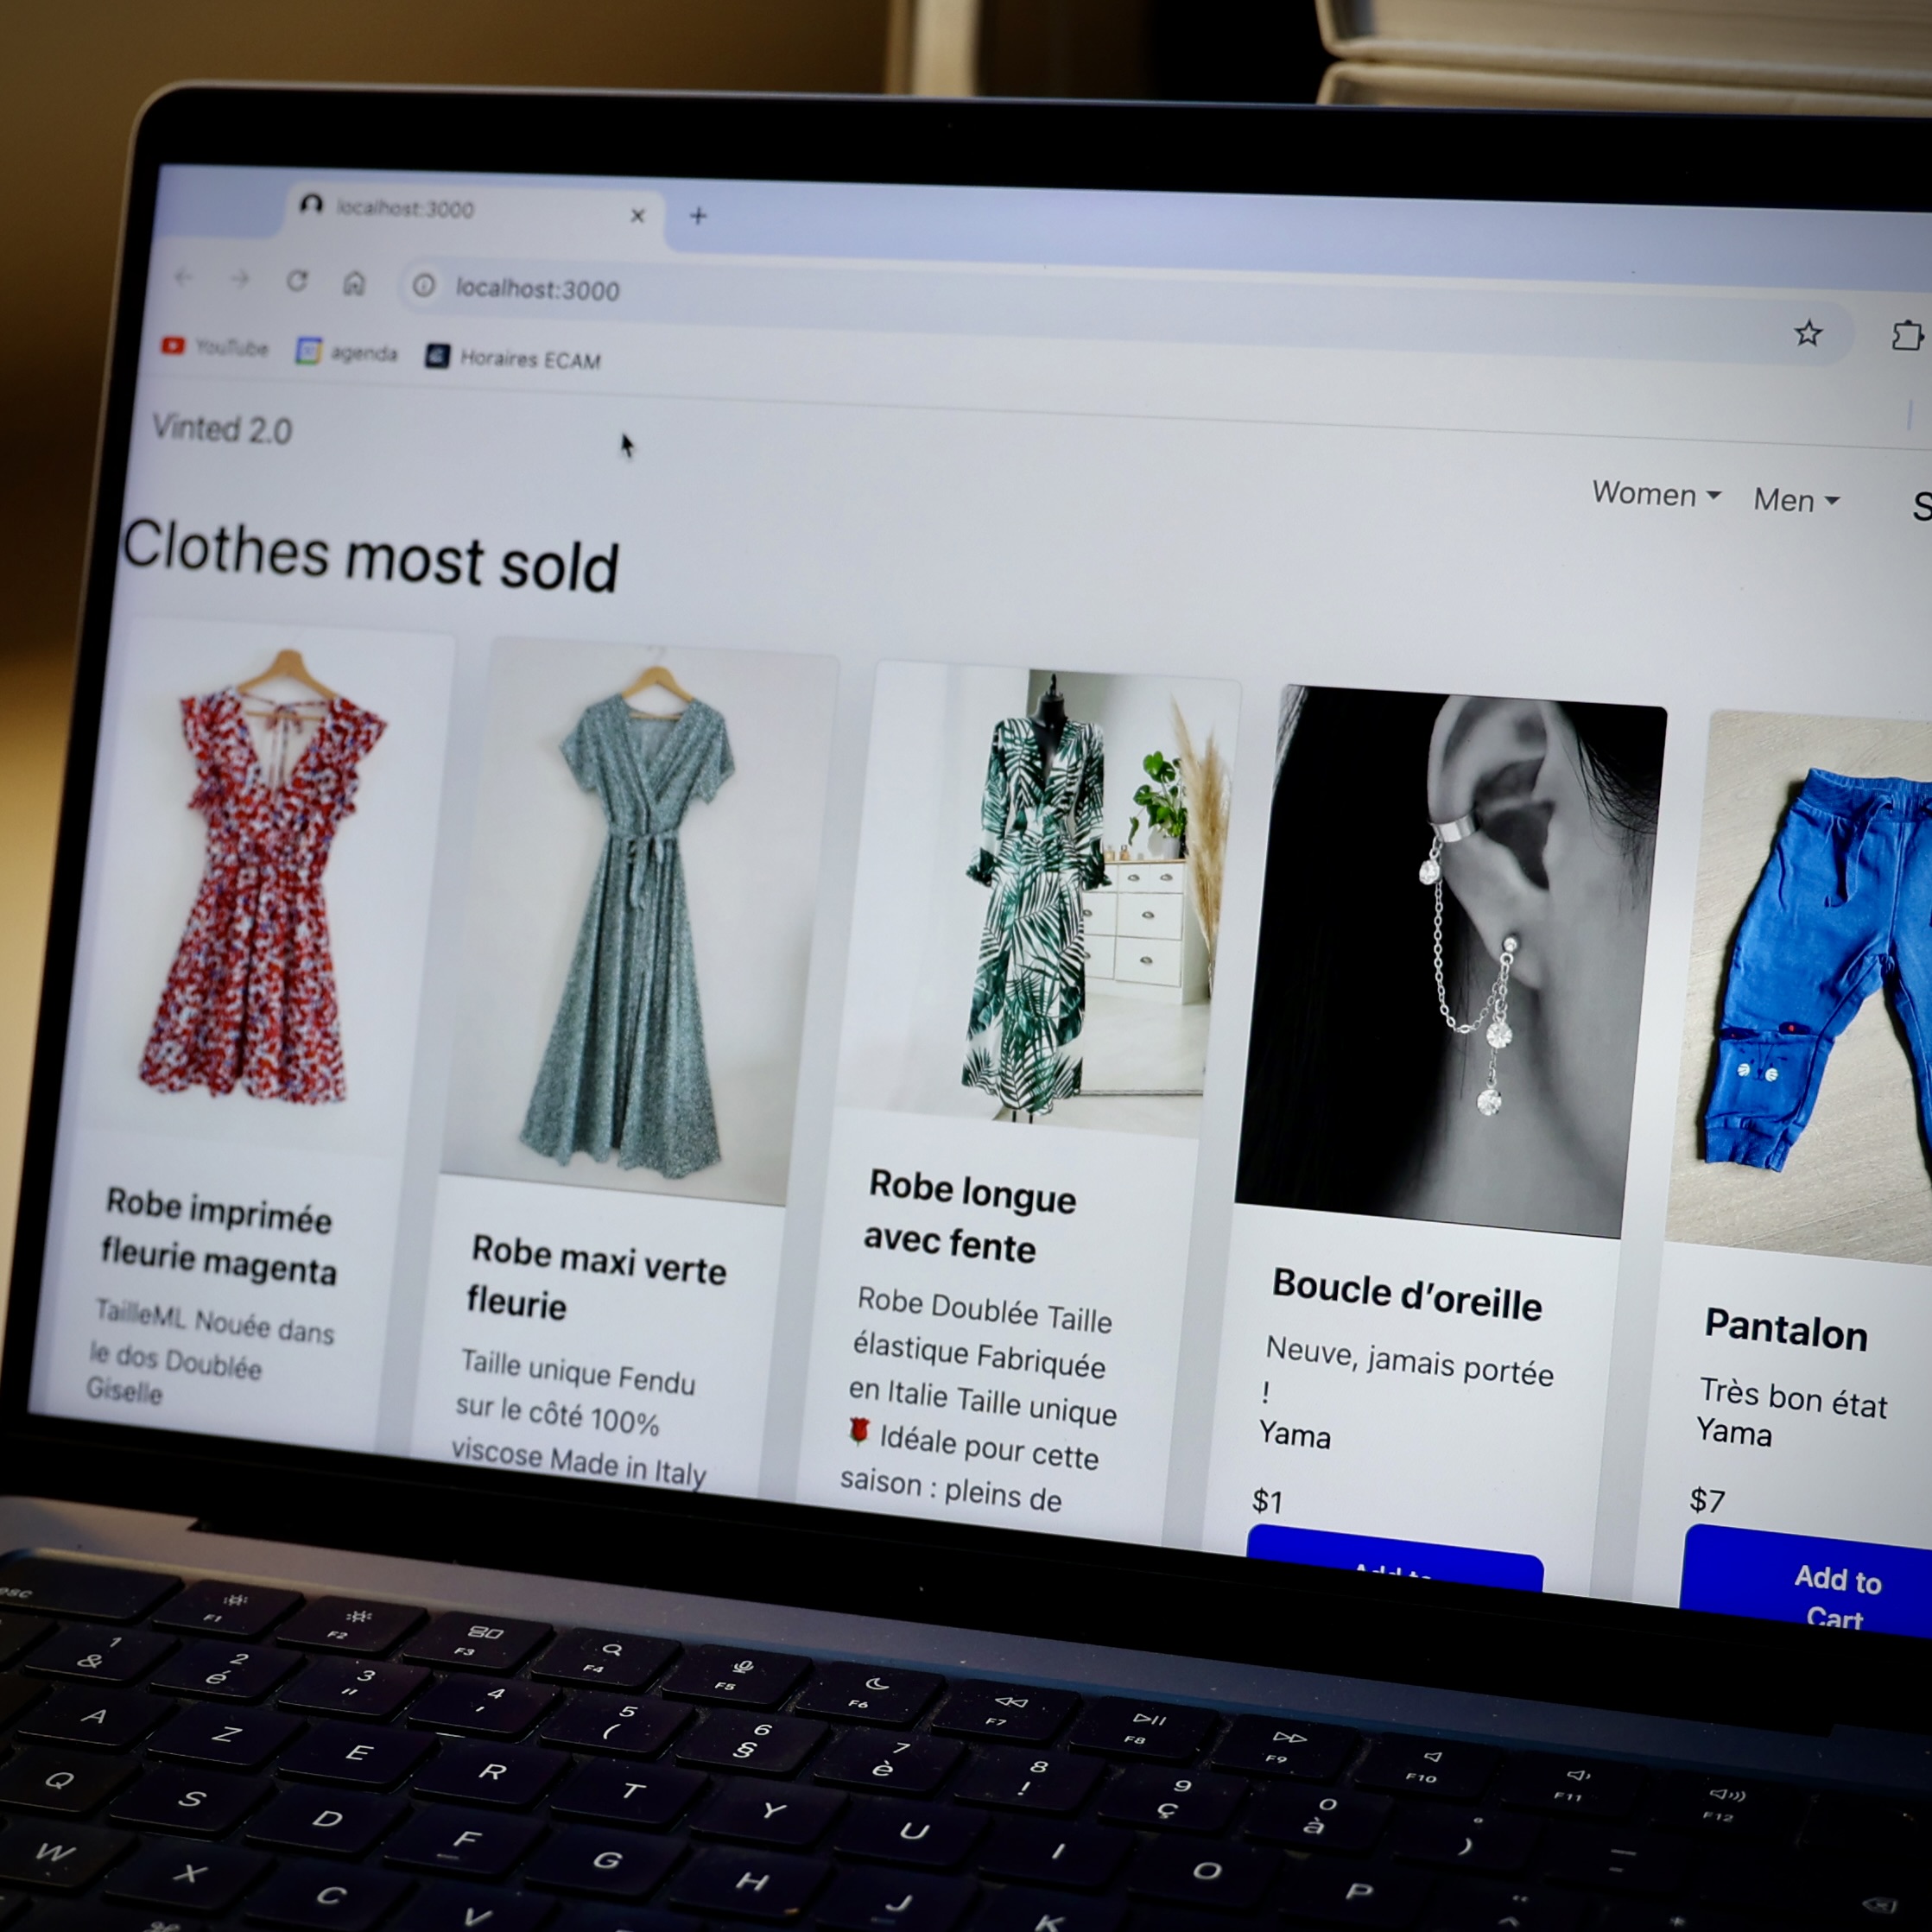 localhost:3000
localhost:3000
YouTube agenda Horaires ECAM
Vinted 2.0
Women Men S
Clothes most sold
Robe imprimée
fleurie magenta
TailleML Nouée dans
le dos Doublée
Giselle
Robe maxi verte
fleurie
Taille unique Fendu
sur le côté 100%
viscose Made in Italy
Robe longue
avec fente
Robe Doublée Taille
élastique Fabriquée
en Italie Taille unique
🌹 Idéale pour cette
saison : pleins de
Boucle d'oreille
Neuve, jamais portée
!
Yama
$1
Add to
Pantalon
Très bon état
Yama
$7
Add to
Cart
esc F1 F2 F3 F4 F5 F6 F7 F8 F9 F10 F11 F12
1 2 3 4 5 6 7 8 9 0 °
& é " ' ( § è ! ç à ) —
A Z E R T Y U I O P ¨ ^ *
Q S D F G H J K
W X C V
⌘